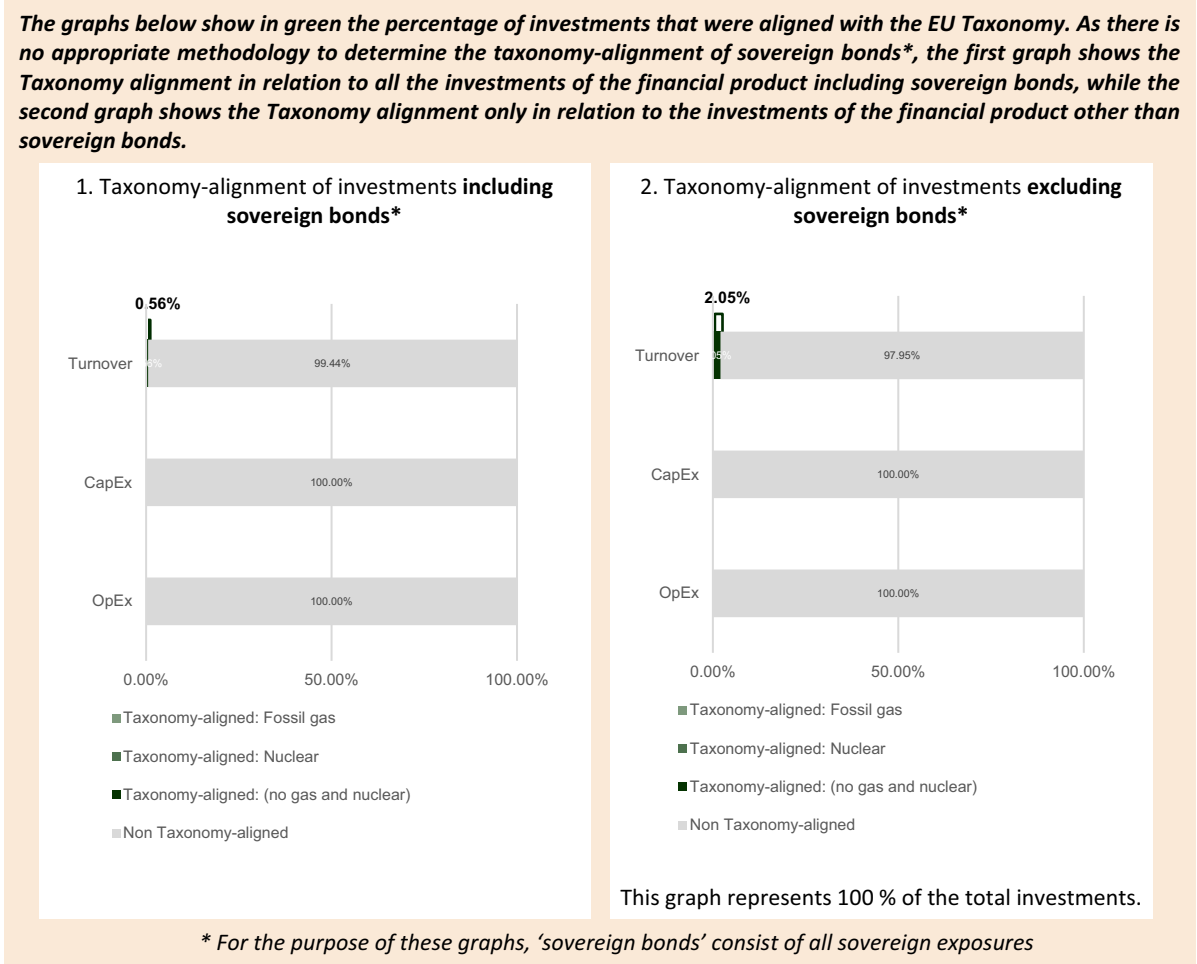 The graphs below show in green the percentage of investments that were aligned with the EU Taxonomy. As there is
no appropriate methodology to determine the taxonomy-alignment of sovereign bonds*, the first graph shows the
Taxonomy alignment in relation to all the investments of the financial product including sovereign bonds, while the
second graph shows the Taxonomy alignment only in relation to the investments of the financial product other than
sovereign bonds.
1. Taxonomy-alignment of investments including
sovereign bonds*
0.56%
Turnover
99.44%
CapEx
100.00%
OpEx
100.00%
0.00% 50.00% 100.00%
Taxonomy-aligned: Fossil gas
Taxonomy-aligned: Nuclear
Taxonomy-aligned: (no gas and nuclear)
Non Taxonomy-aligned
2. Taxonomy-alignment of investments excluding
sovereign bonds*
2.05%
Turnover
97.95%
CapEx
100.00%
OpEx
100.00%
0.00% 50.00% 100.00%
Taxonomy-aligned: Fossil gas
Taxonomy-aligned: Nuclear
Taxonomy-aligned: (no gas and nuclear)
Non Taxonomy-aligned
This graph represents 100 % of the total investments.
* For the purpose of these graphs, ‘sovereign bonds’ consist of all sovereign exposures